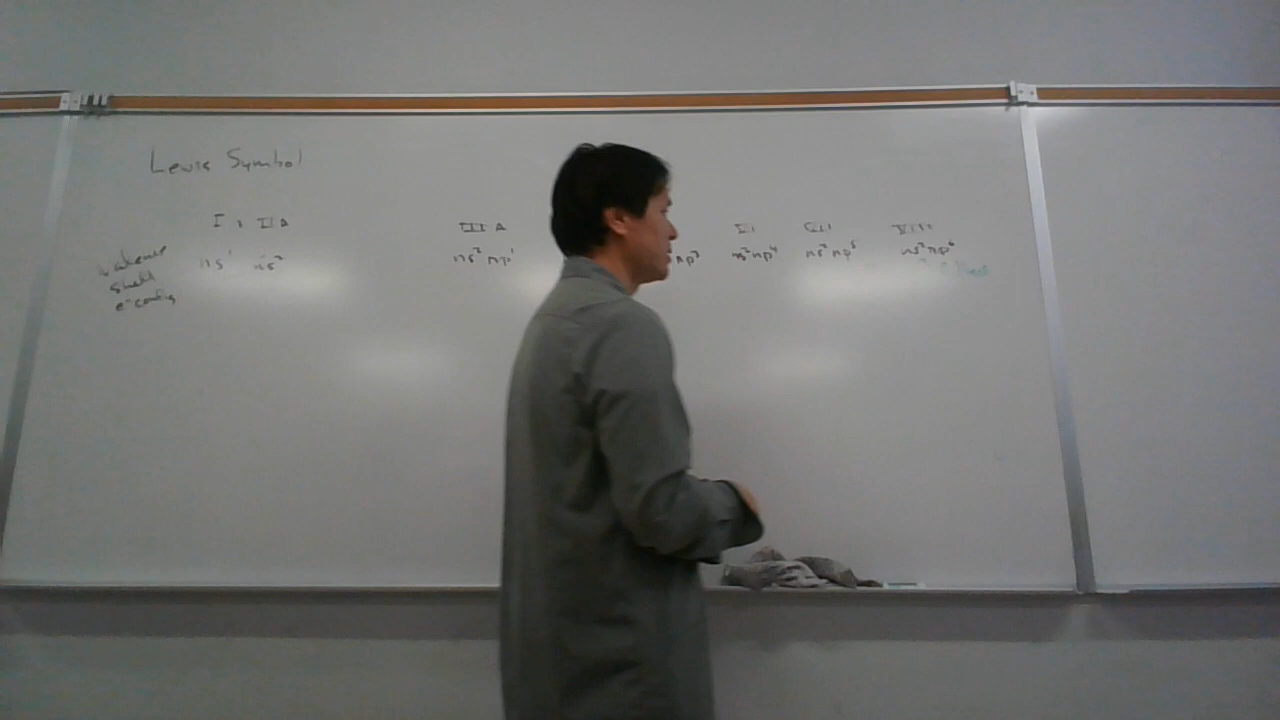 Lewis Symbol
I , II A III A VI VII VIII
valence ns¹ ns² ns² np¹ np³ ns² np⁴ ns² np⁵ ns² np⁶
shell
e⁻ config